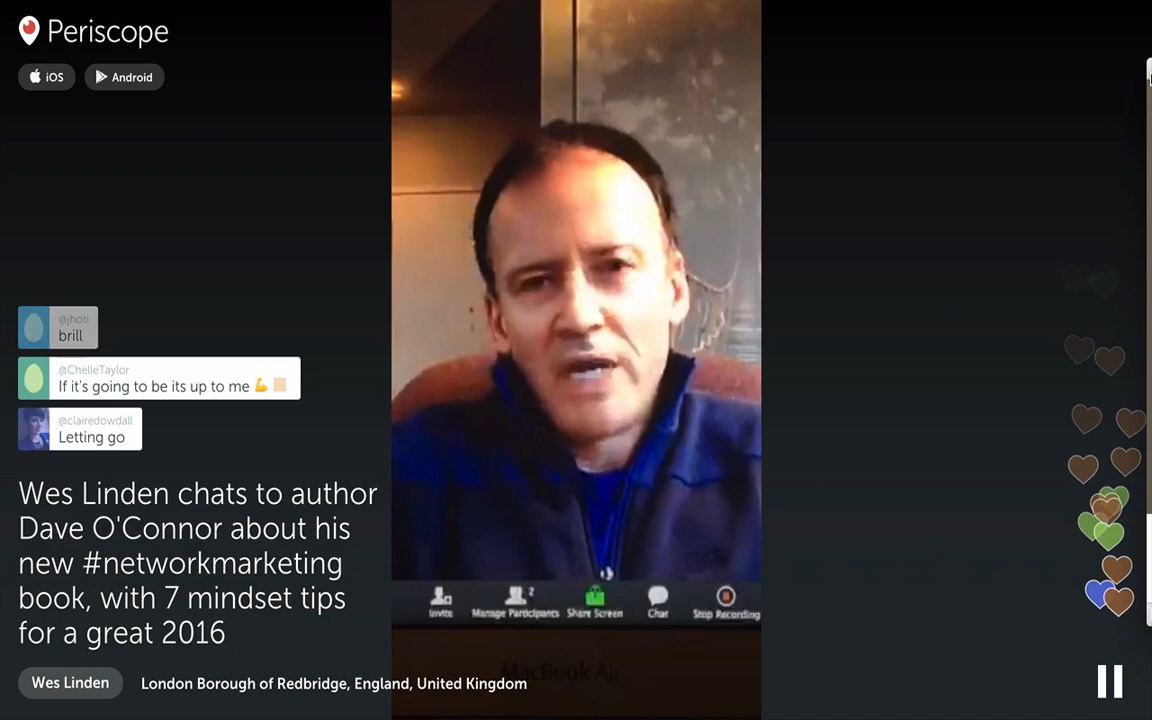 Periscope
iOS
Android
@jhoti
brill
@ChelleTaylor
If it's going to be its up to me
@clairedowdall
Letting go
Wes Linden chats to author
Dave O'Connor about his
new #networkmarketing
book, with 7 mindset tips
for a great 2016
Wes Linden
London Borough of Redbridge, England, United Kingdom
2
Invite
Manage Participants
Share Screen
Chat
Stop Recording
MacBook Air